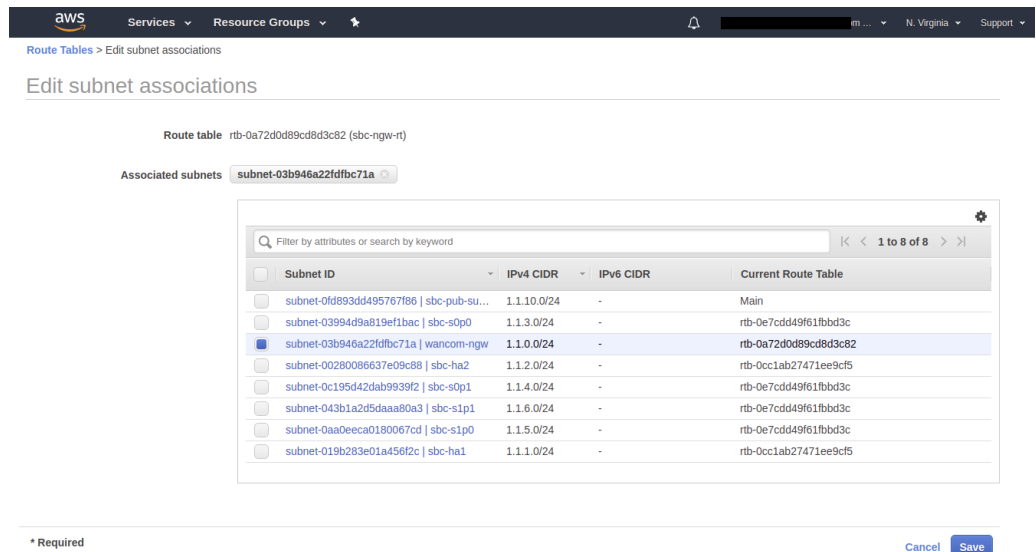 aws Services Resource Groups m ... N. Virginia Support
Route Tables > Edit subnet associations
Edit subnet associations
Route table rtb-0a72d0d89cd8d3c82 (sbc-ngw-rt)
Associated subnets subnet-03b946a22fdfbc71a
Filter by attributes or search by keyword 1 to 8 of 8
Subnet ID IPv4 CIDR IPv6 CIDR Current Route Table
subnet-0fd893dd495767f86 | sbc-pub-su... 1.1.10.0/24 - Main
subnet-03994d9a819ef1bac | sbc-s0p0 1.1.3.0/24 - rtb-0e7cdd49f61fbbd3c
subnet-03b946a22fdfbc71a | wancom-ngw 1.1.0.0/24 - rtb-0a72d0d89cd8d3c82
subnet-00280086637e09c88 | sbc-ha2 1.1.2.0/24 - rtb-0cc1ab27471ee9cf5
subnet-0c195d42dab9939f2 | sbc-s0p1 1.1.4.0/24 - rtb-0e7cdd49f61fbbd3c
subnet-043b1a2d5daaa80a3 | sbc-s1p1 1.1.6.0/24 - rtb-0e7cdd49f61fbbd3c
subnet-0aa0eeca0180067cd | sbc-s1p0 1.1.5.0/24 - rtb-0e7cdd49f61fbbd3c
subnet-019b283e01a456f2c | sbc-ha1 1.1.1.0/24 - rtb-0cc1ab27471ee9cf5
* Required Cancel Save